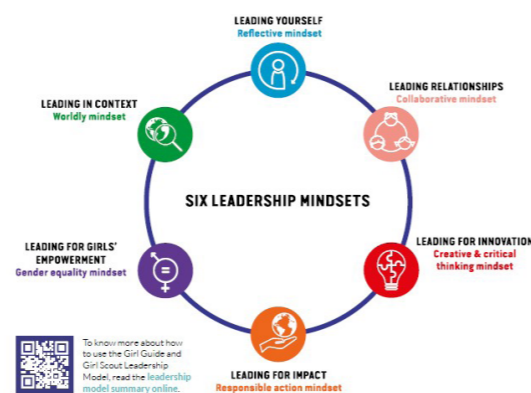 LEADING YOURSELF
Reflective mindset
LEADING RELATIONSHIPS
Collaborative mindset
LEADING IN CONTEXT
Worldly mindset
SIX LEADERSHIP MINDSETS
LEADING FOR INNOVATION
Creative & critical
thinking mindset
LEADING FOR GIRLS'
EMPOWERMENT
Gender equality mindset
LEADING FOR IMPACT
Responsible action mindset
To know more about how
to use the Girl Guide and
Girl Scout Leadership
Model, read the leadership
model summary online.